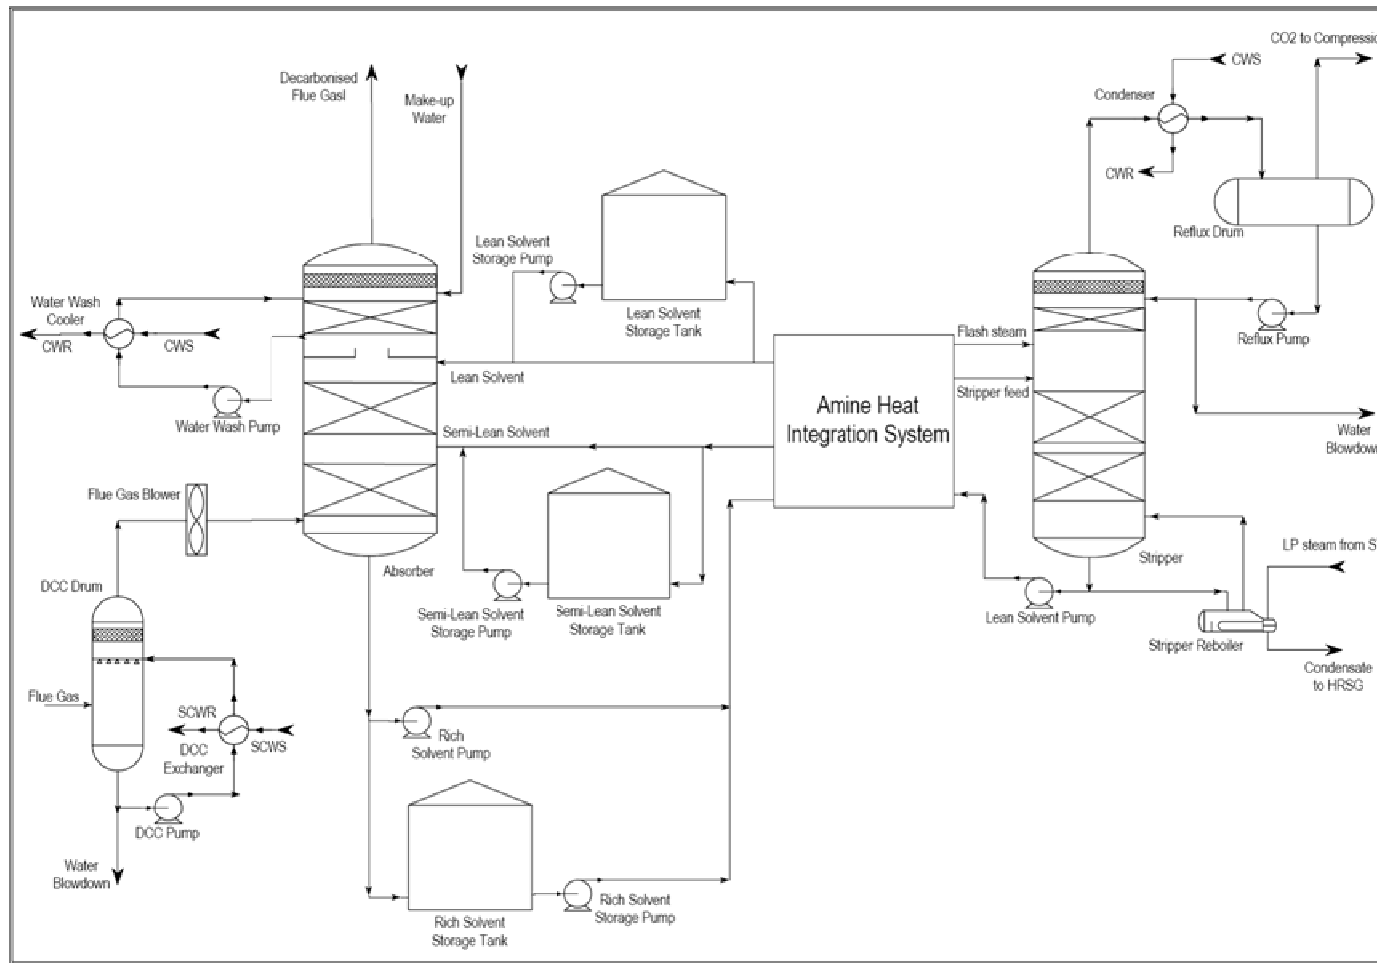 CO2 to Compressio
CWS
Condenser
CWR
Reflux Drum
Decarbonised
Flue Gasl
Make-up
Water
Lean Solvent
Storage Pump
Lean Solvent
Storage Tank
Water Wash
Cooler
CWR
CWS
Water Wash Pump
Lean Solvent
Semi-Lean Solvent
Amine Heat
Integration System
Flash steam
Stripper feed
Reflux Pump
Water
Blowdown
Flue Gas Blower
Absorber
DCC Drum
Semi-Lean Solvent
Storage Pump
Semi-Lean Solvent
Storage Tank
Lean Solvent Pump
Stripper
LP steam from S
Stripper Reboiler
Condensate
to HRSG
Flue Gas
SCWR
SCWS
DCC
Exchanger
DCC Pump
Water
Blowdown
Rich
Solvent Pump
Rich Solvent
Storage Tank
Rich Solvent
Storage Pump